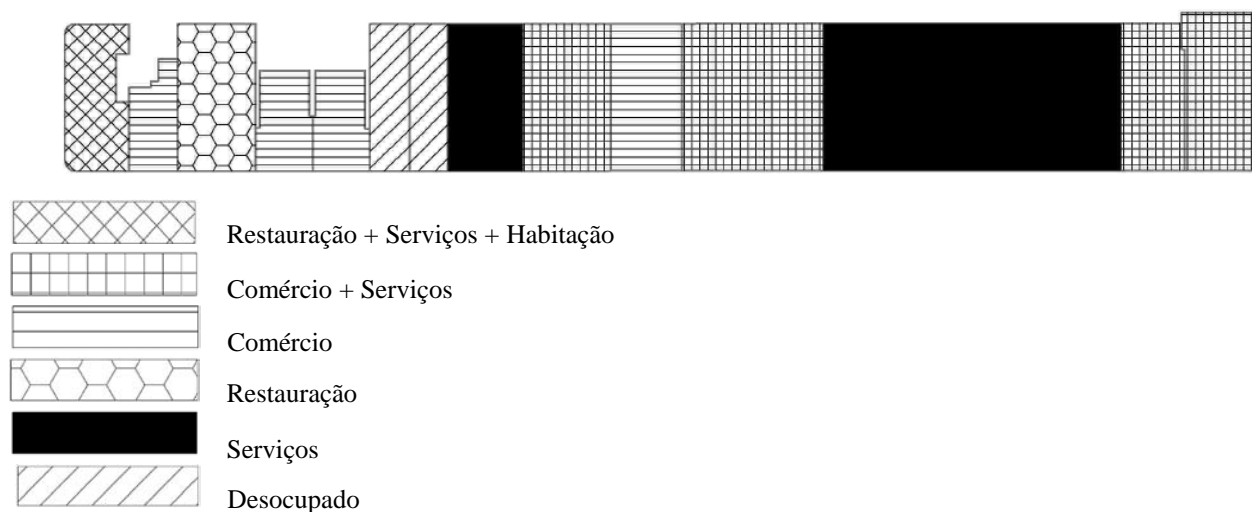 Restauração + Serviços + Habitação
Comércio + Serviços
Comércio
Restauração
Serviços
Desocupado